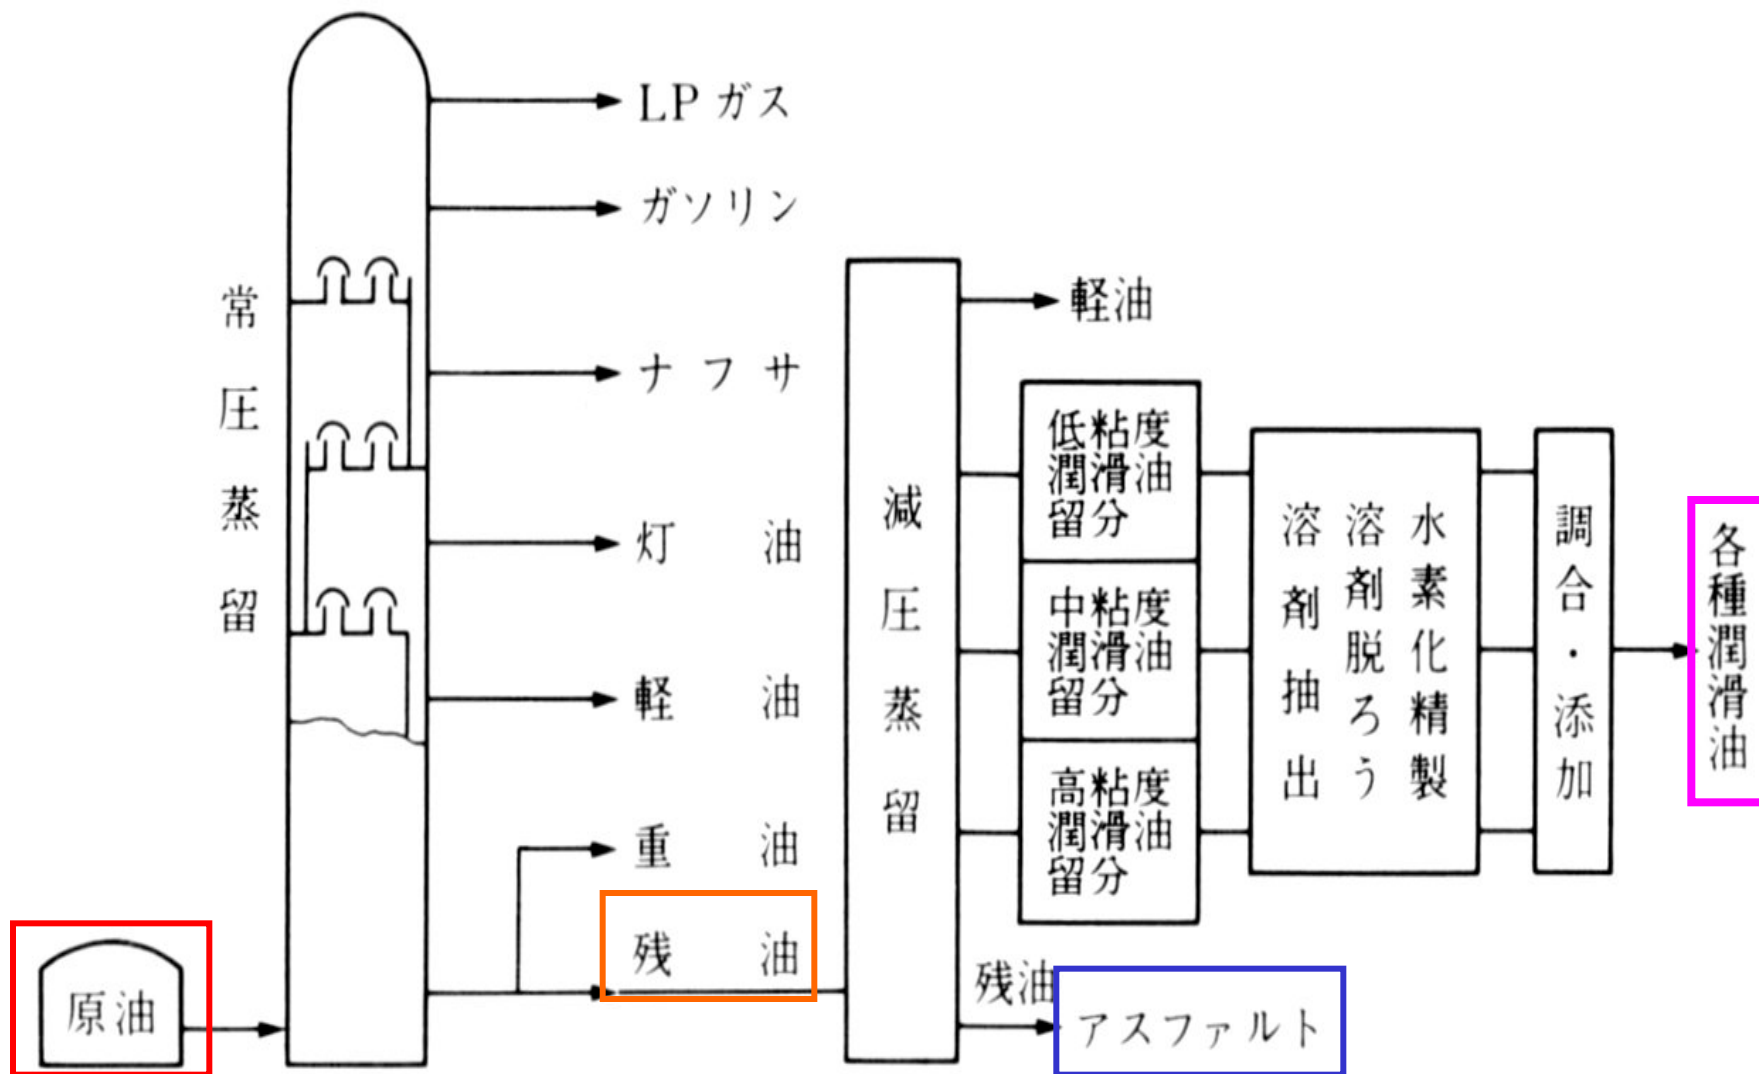 常圧蒸留
LPガス
ガソリン
ナフサ
灯油
軽油
重油
残油
原油
減圧蒸留
軽油
低粘度
潤滑油
留分
中粘度
潤滑油
留分
高粘度
潤滑油
留分
残油
アスファルト
溶剤抽出
溶剤脱ろう
水素化精製
調合・添加
各種潤滑油